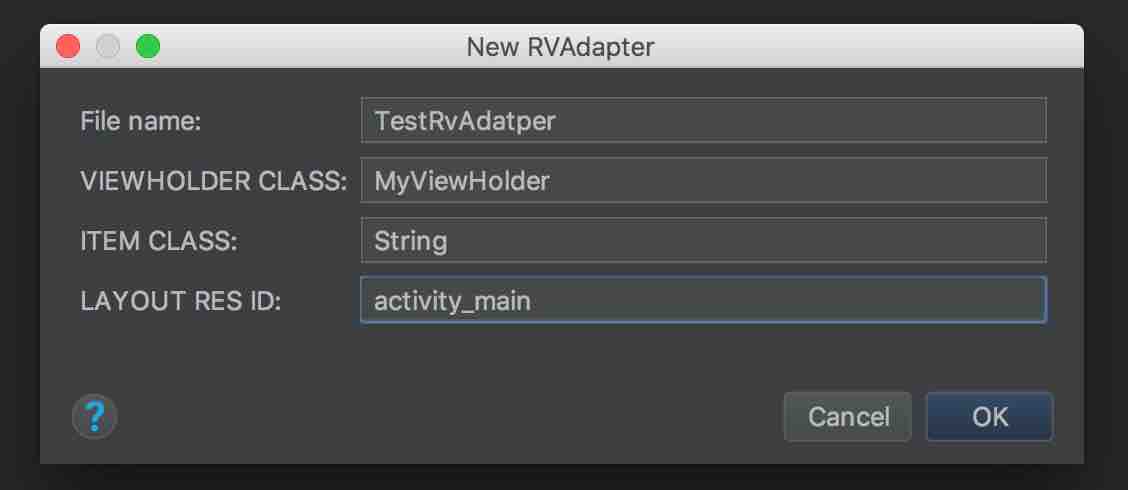 New RVAdapter
File name: TestRvAdatper
VIEWHOLDER CLASS: MyViewHolder
ITEM CLASS: String
LAYOUT RES ID: activity_main
? Cancel OK